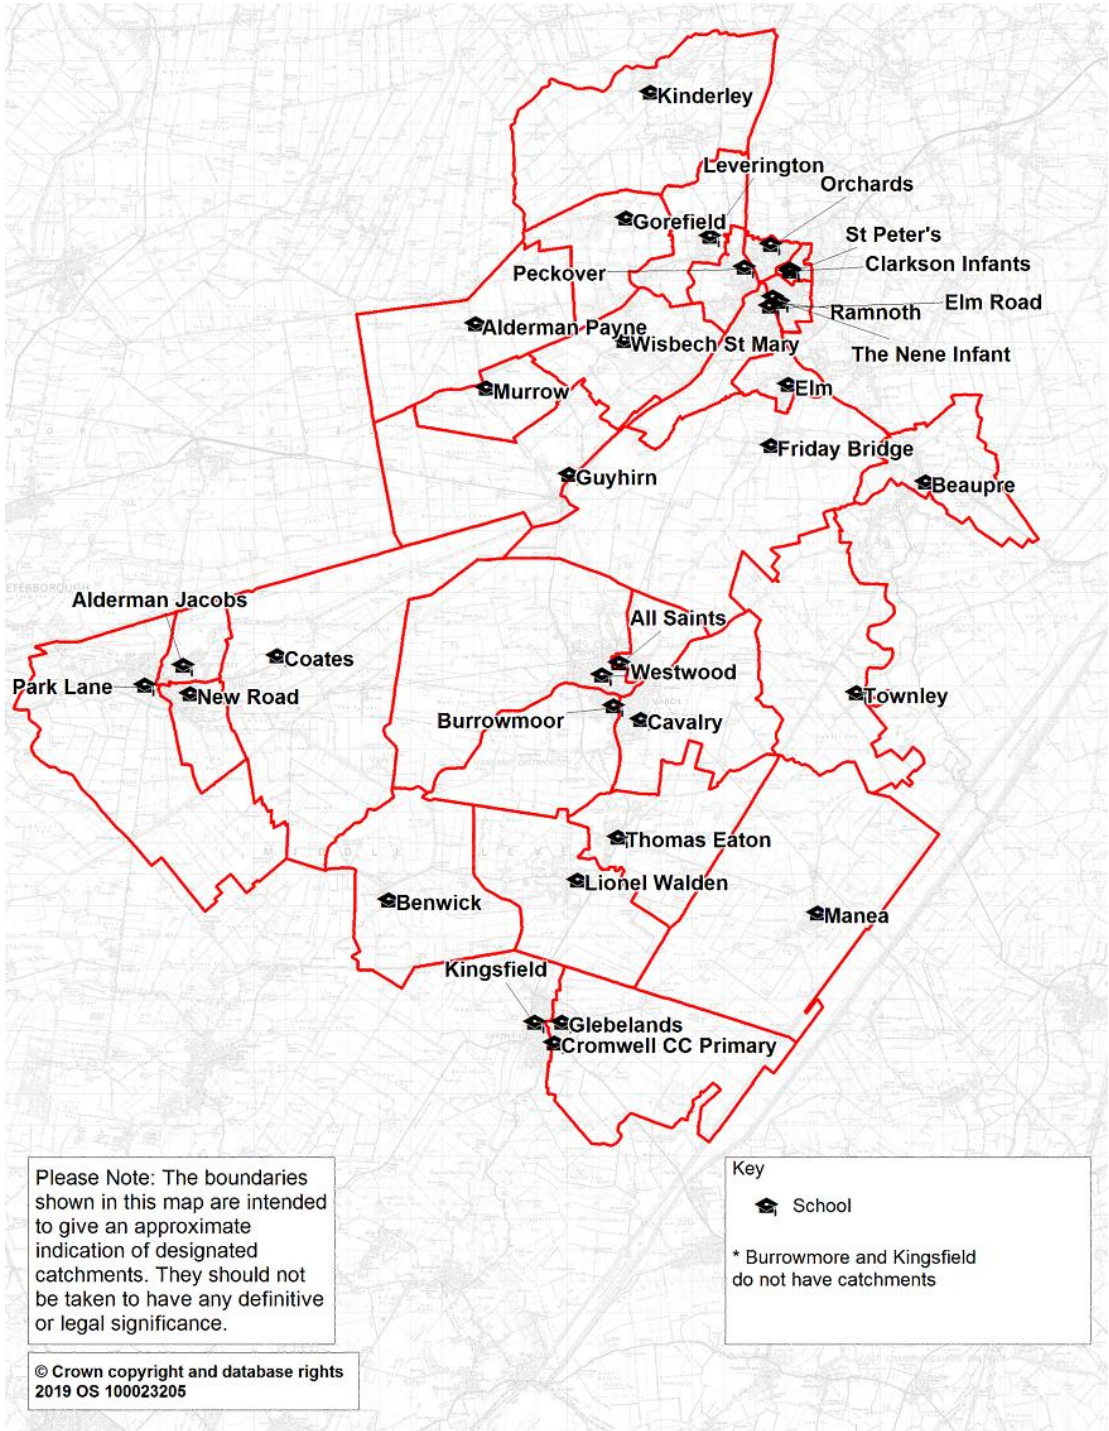 Kinderley
Leverington
Orchards
Gorefield
St Peter's
Clarkson Infants
Peckover
Elm Road
Ramnoth
Alderman Payne
Wisbech St Mary
The Nene Infant
Elm
Murrow
Friday Bridge
Guyhirn
Beaupre
Alderman Jacobs
All Saints
Coates
Westwood
Park Lane
New Road
Townley
Burrowmoor
Cavalry
Thomas Eaton
Lionel Walden
Benwick
Manea
Kingsfield
Glebelands
Cromwell CC Primary
Please Note: The boundaries
shown in this map are intended
to give an approximate
indication of designated
catchments. They should not
be taken to have any definitive
or legal significance.
© Crown copyright and database rights
2019 OS 100023205
Key
School
* Burrowmore and Kingsfield
do not have catchments